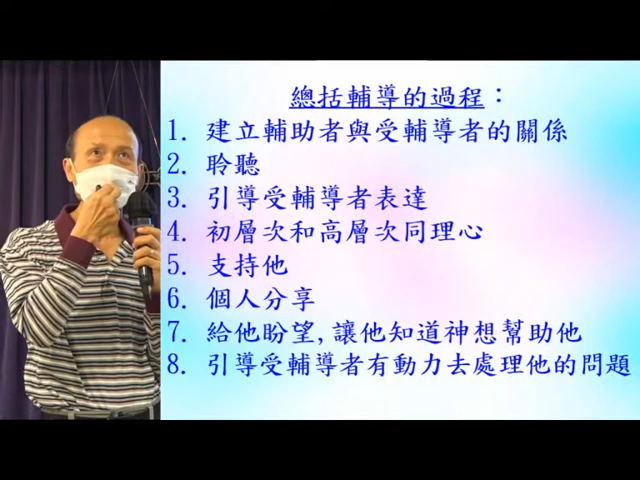 總括輔導的過程：
1. 建立輔助者與受輔導者的關係
2. 聆聽
3. 引導受輔導者表達
4. 初層次和高層次同理心
5. 支持他
6. 個人分享
7. 給他盼望,讓他知道神想幫助他
8. 引導受輔導者有動力去處理他的問題